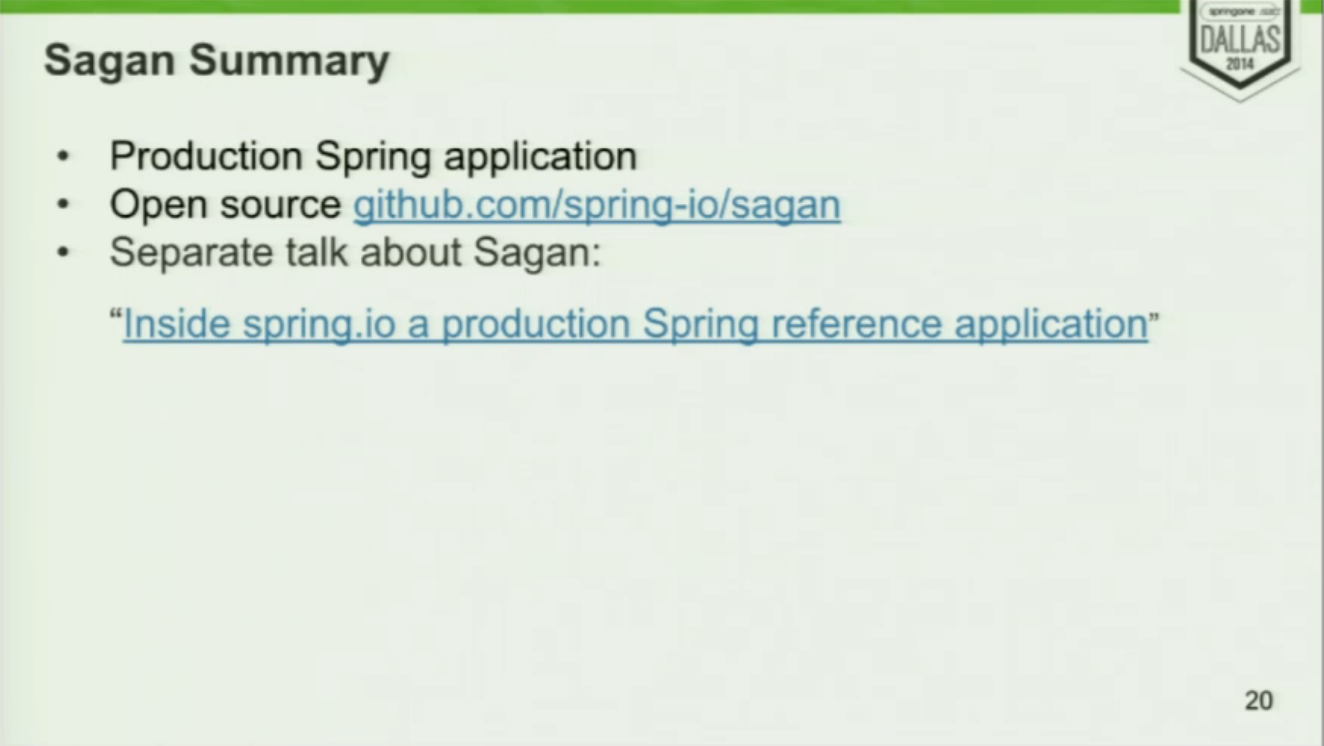 Sagan Summary
springone
DALLAS
2014
• Production Spring application
• Open source github.com/spring-io/sagan
• Separate talk about Sagan:
“Inside spring.io a production Spring reference application”
20